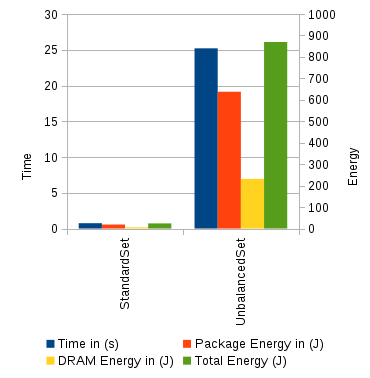 30
25
20
15
10
5
0
Time
1000
900
800
700
600
500
400
300
200
100
0
Energy
StandardSet
UnbalancedSet
Time in (s)
Package Energy in (J)
DRAM Energy in (J)
Total Energy (J)